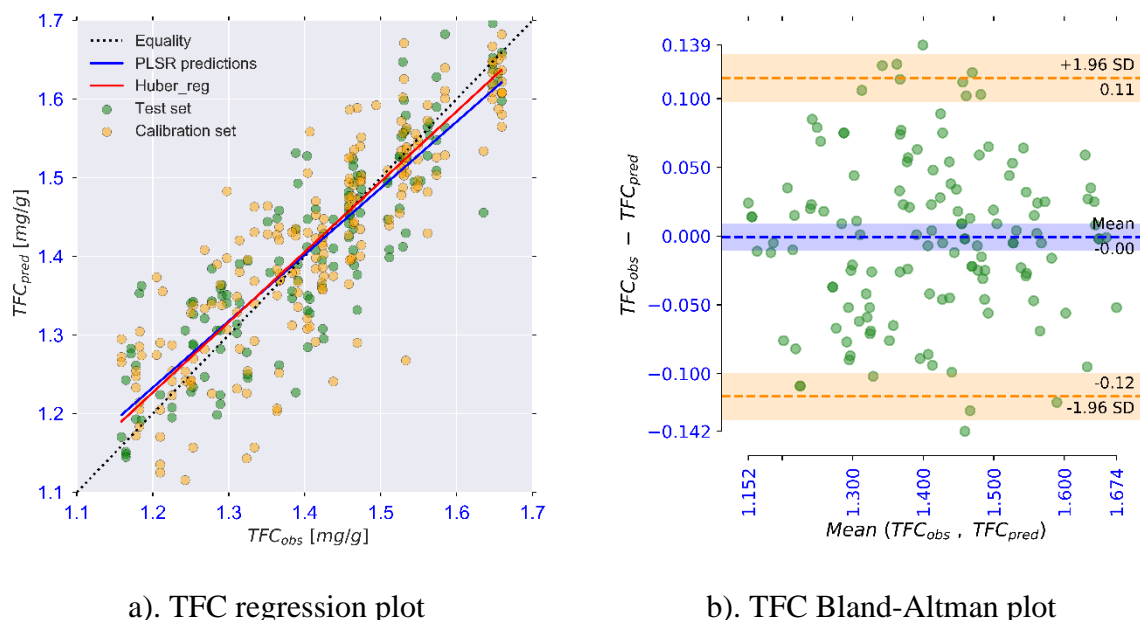 1.7
1.6
1.5
1.4
1.3
1.2
1.1
TFC_pred [mg/g]
Equality
PLSR predictions
Huber_reg
Test set
Calibration set
1.1 1.2 1.3 1.4 1.5 1.6 1.7
TFC_obs [mg/g]
a). TFC regression plot
0.139
0.100
0.050
0.000
−0.050
−0.100
−0.142
TFC_obs − TFC_pred
+1.96 SD
0.11
Mean
-0.00
-0.12
-1.96 SD
1.152 1.300 1.400 1.500 1.600 1.674
Mean (TFC_obs , TFC_pred)
b). TFC Bland-Altman plot